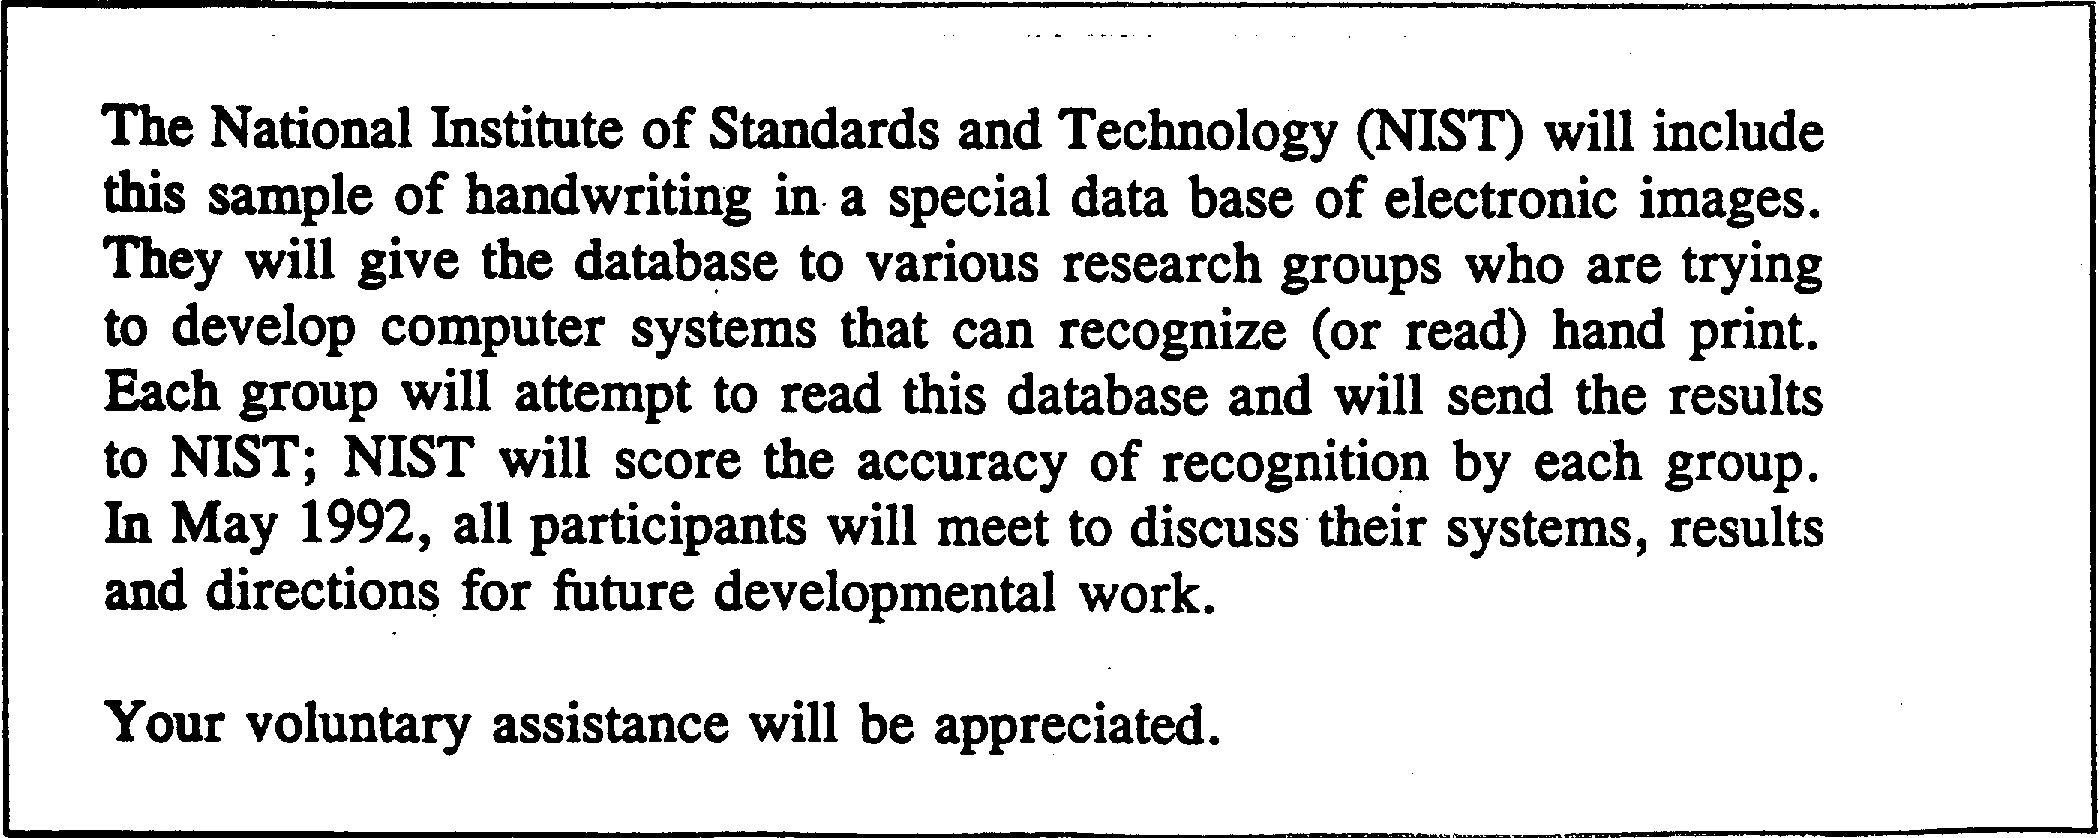 The National Institute of Standards and Technology (NIST) will include
this sample of handwriting in a special data base of electronic images.
They will give the database to various research groups who are trying
to develop computer systems that can recognize (or read) hand print.
Each group will attempt to read this database and will send the results
to NIST; NIST will score the accuracy of recognition by each group.
In May 1992, all participants will meet to discuss their systems, results
and directions for future developmental work.
Your voluntary assistance will be appreciated.